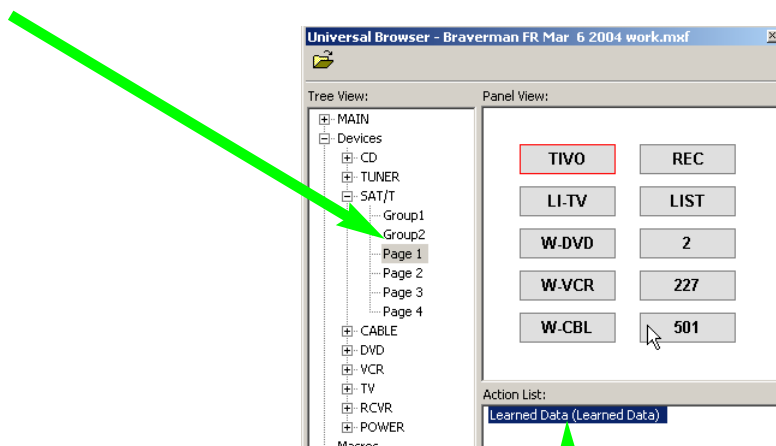 Universal Browser - Braverman FR Mar 6 2004 work.mxf
Tree View:
MAIN
Devices
CD
TUNER
SAT/T
Group1
Group2
Page 1
Page 2
Page 3
Page 4
CABLE
DVD
VCR
TV
RCVR
POWER
Macros
Panel View:
TIVO REC
LI-TV LIST
W-DVD 2
W-VCR 227
W-CBL 501
Action List:
Learned Data (Learned Data)